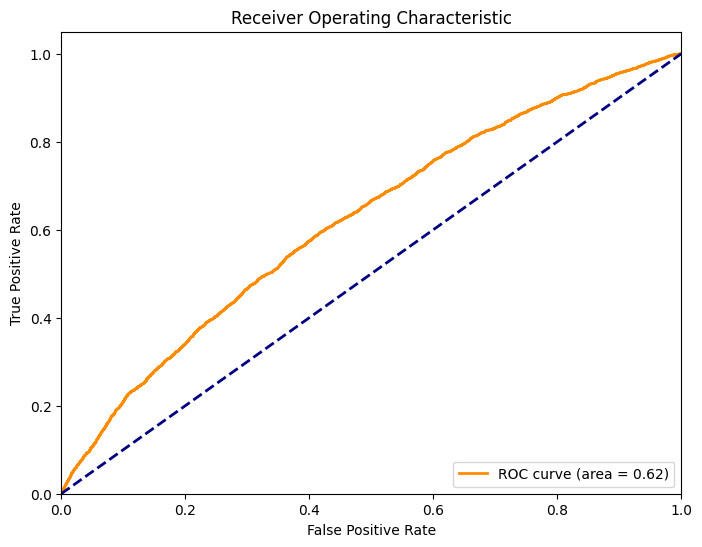 Receiver Operating Characteristic
True Positive Rate
1.0
0.8
0.6
0.4
0.2
0.0
ROC curve (area = 0.62)
0.0 0.2 0.4 0.6 0.8 1.0
False Positive Rate